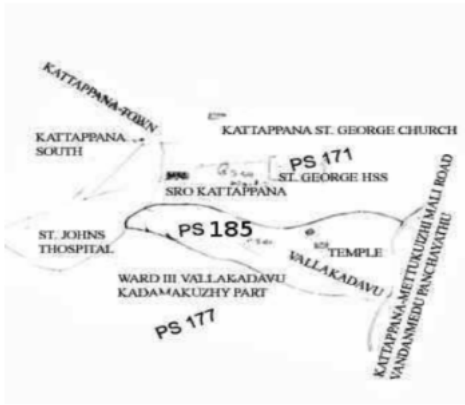 KATTAPPANA-TOWN
KATTAPPANA ST. GEORGE CHURCH
KATTAPPANA
SOUTH
PS 171
ST. GEORGE HSS
SRO KATTAPPANA
ST. JOHNS
THOSPITAL
PS 185
TEMPLE
VALLAKADAVU
WARD III VALLAKADAVU
KADAMAKUZHY PART
PS 177
KATTAPPANA-METTUKUIZHI MALI ROAD
VANDANMEDU PANCHAYATHU